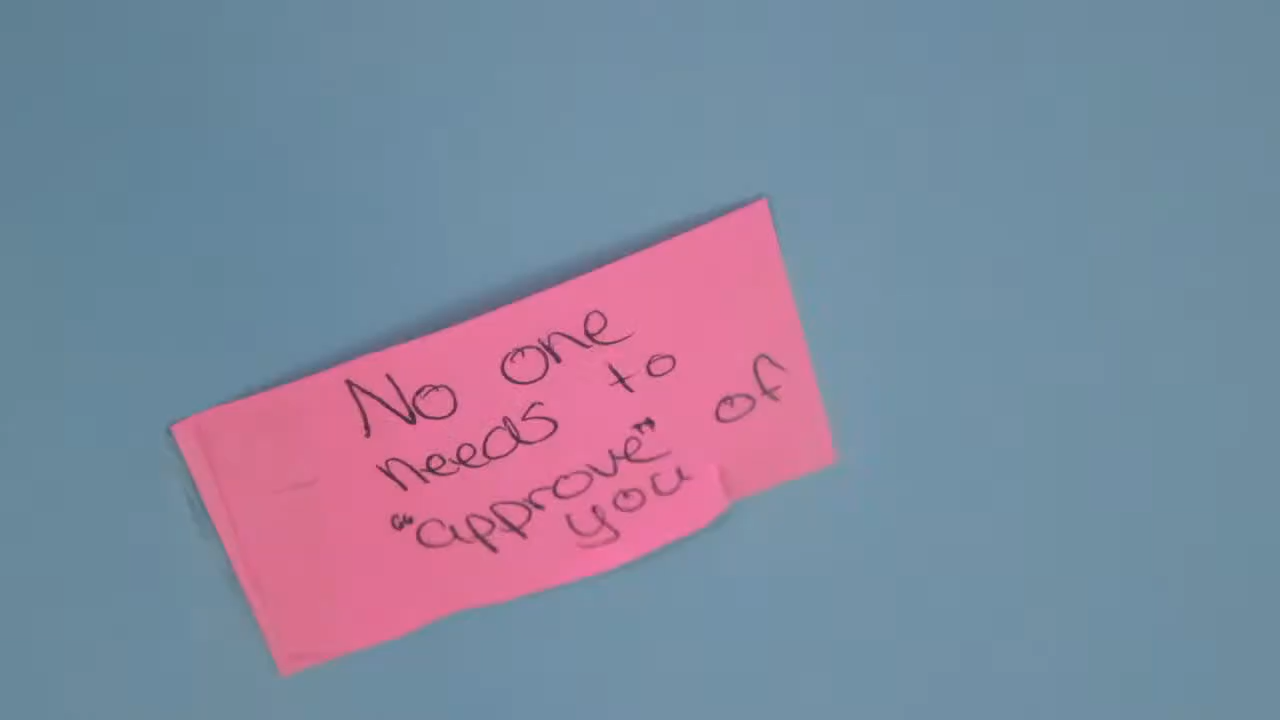 No one
needs to
“approve” of
you